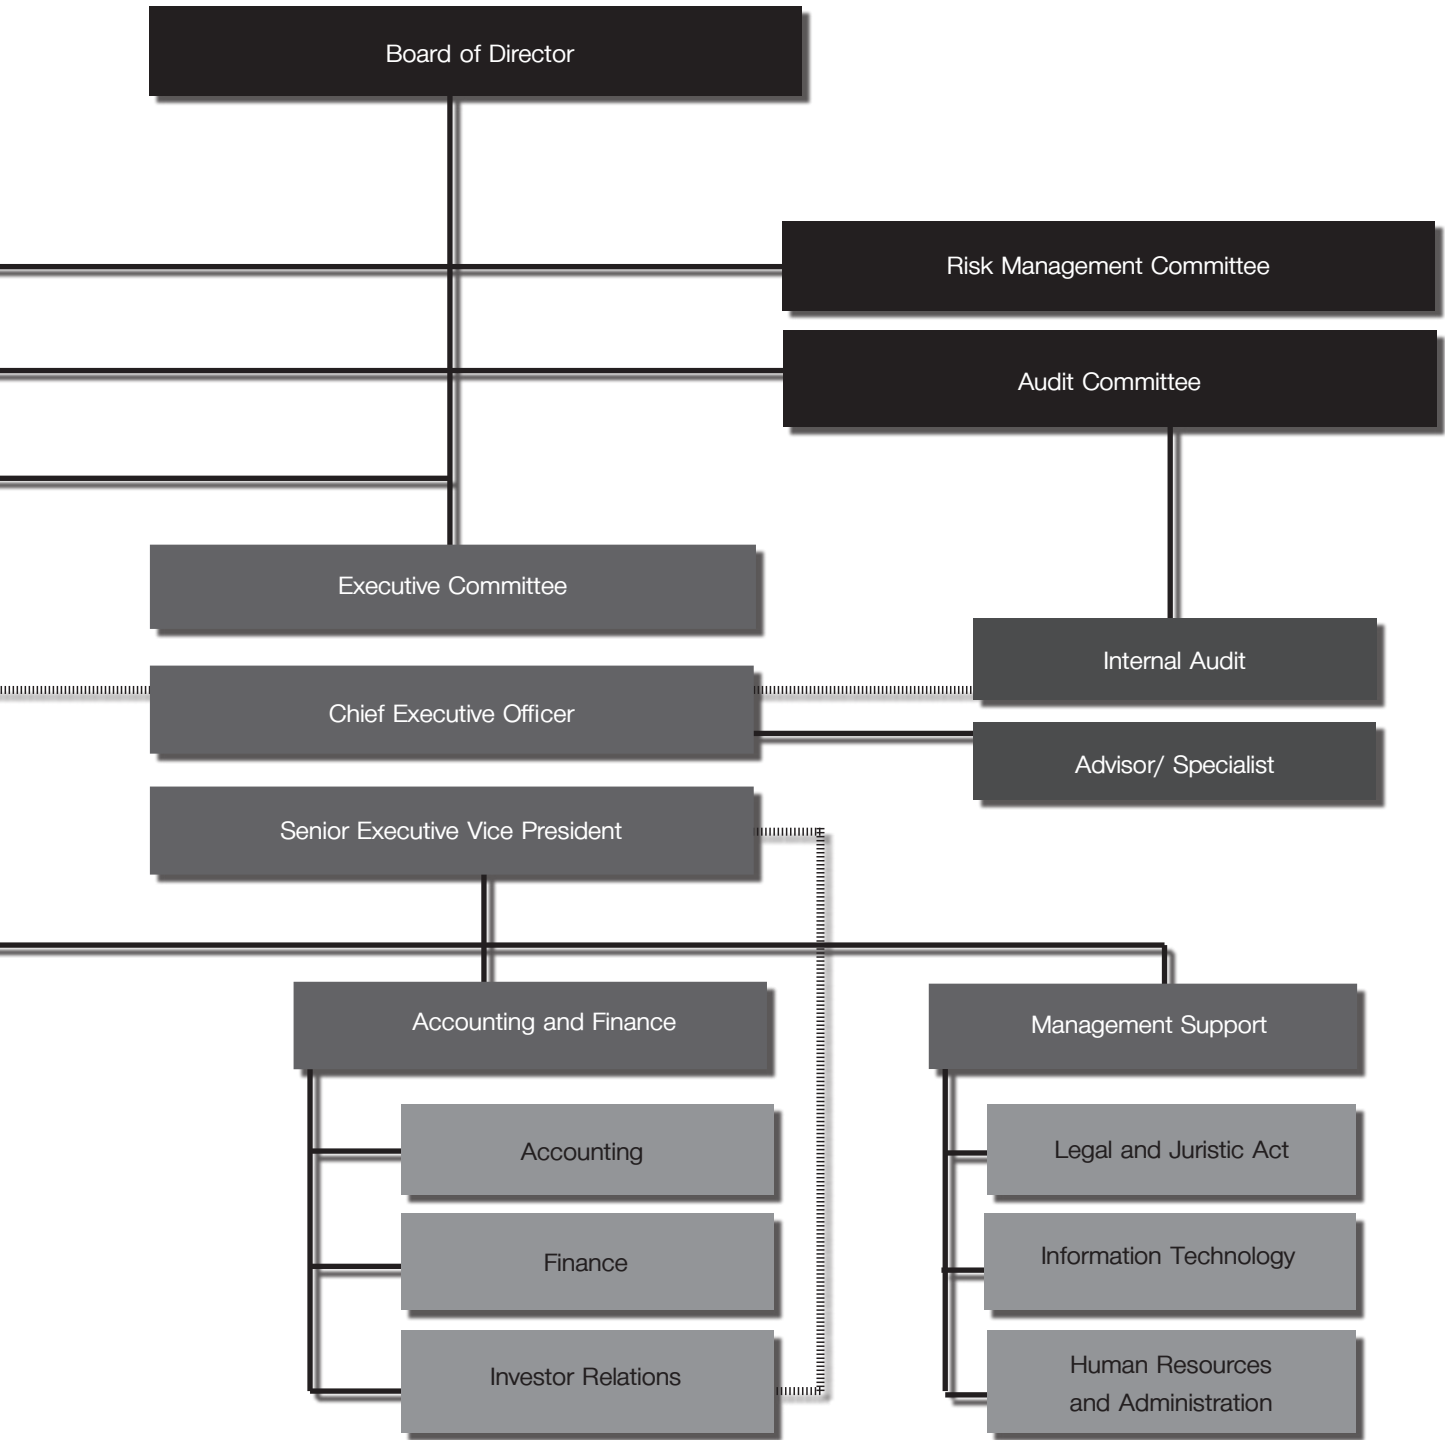 Board of Director
Risk Management Committee
Audit Committee
Executive Committee
Internal Audit
Chief Executive Officer
Advisor/ Specialist
Senior Executive Vice President
Accounting and Finance
Management Support
Accounting
Legal and Juristic Act
Finance
Information Technology
Investor Relations
Human Resources
and Administration